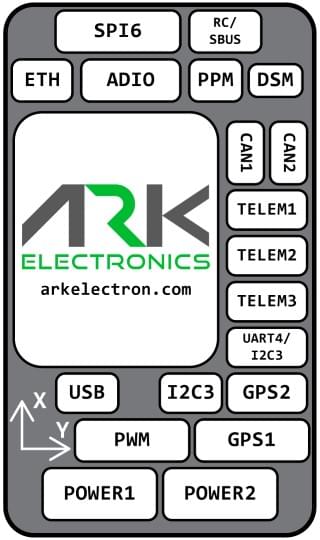 SPI6
RC/
SBUS
ETH
ADIO
PPM
DSM
CAN1
CAN2
ARK
ELECTRONICS
arkelectron.com
TELEM1
TELEM2
TELEM3
UART4/
I2C3
USB
I2C3
GPS2
X
Y
PWM
GPS1
POWER1
POWER2